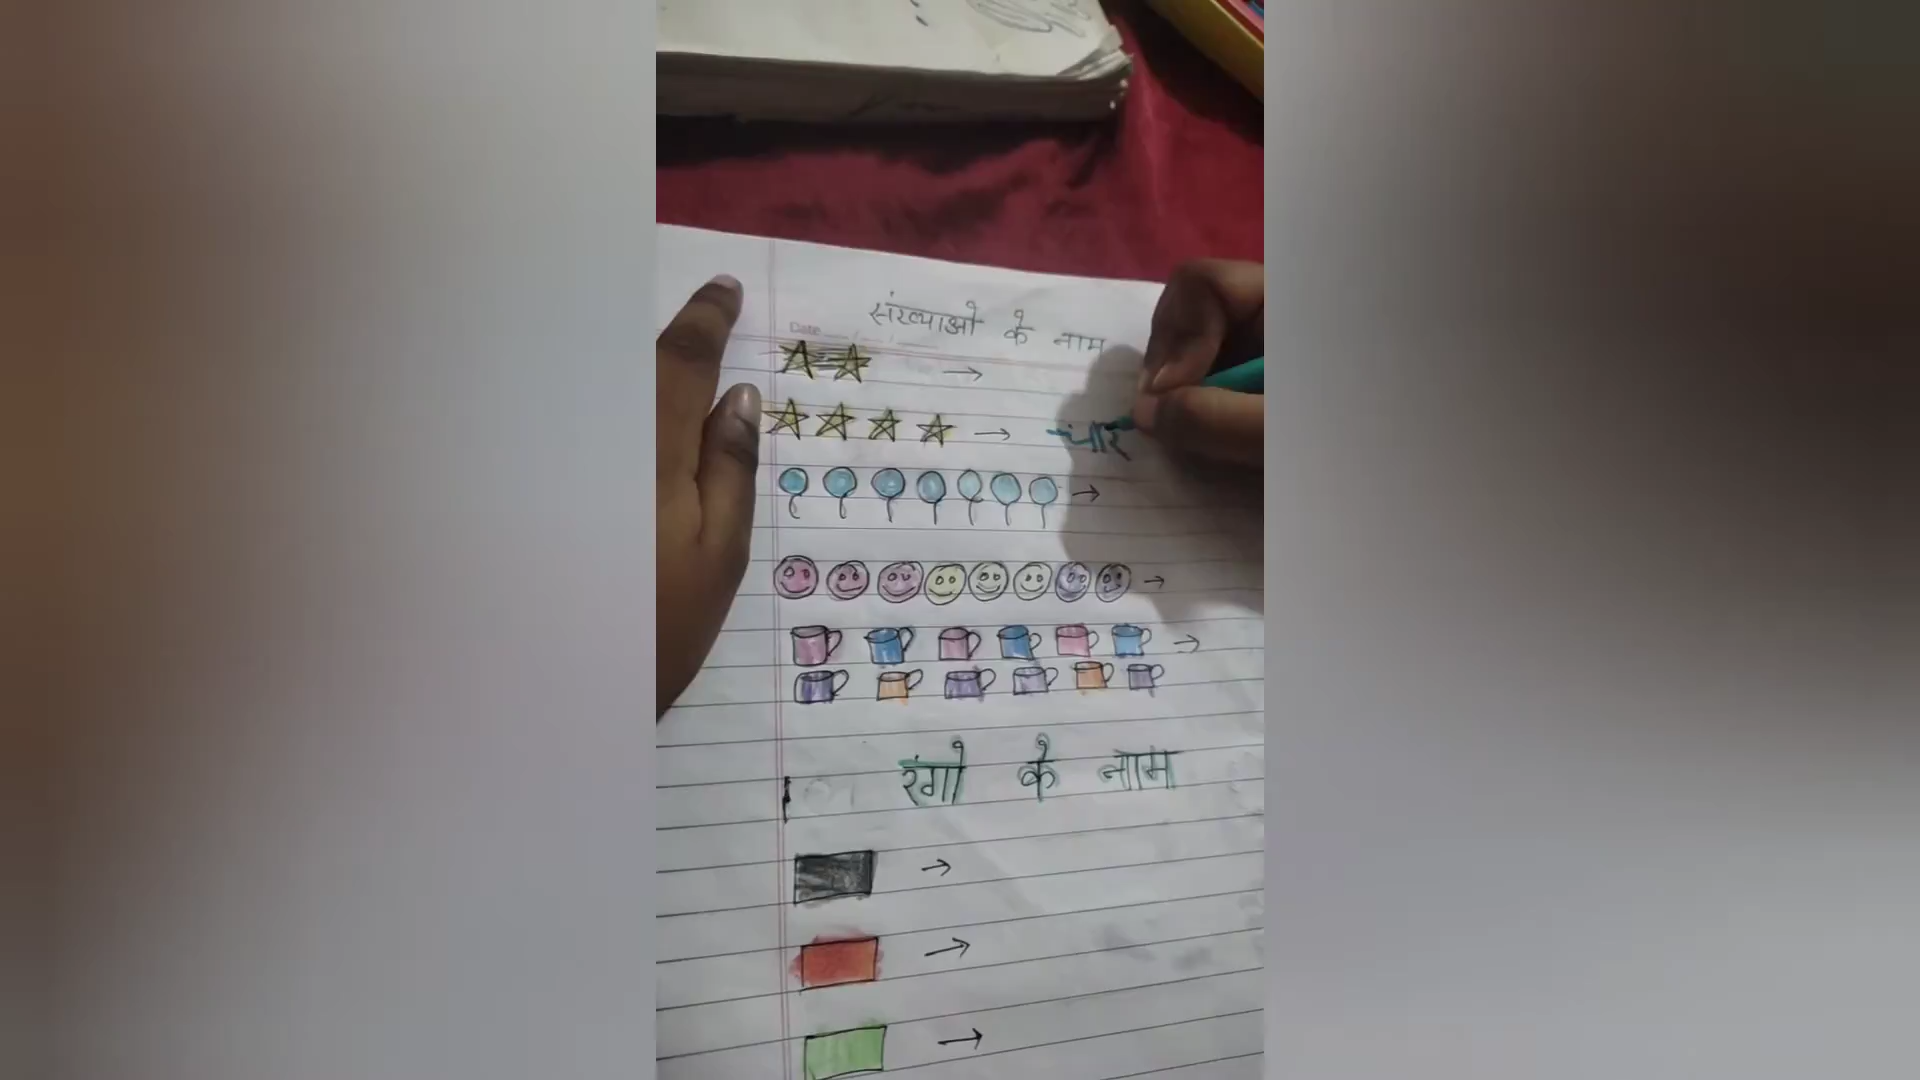 संख्याओ के नाम
Date
चार
रंगो के नाम